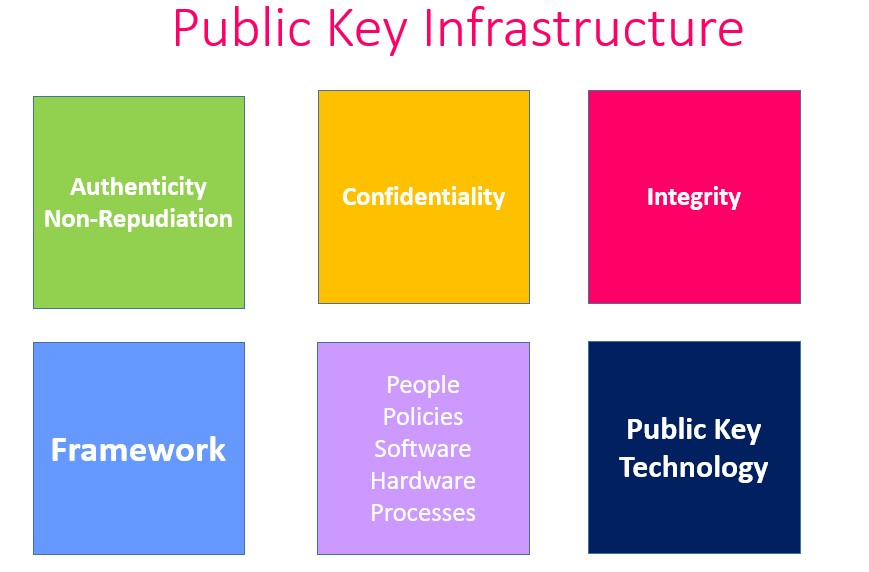 Public Key Infrastructure
Authenticity
Non-Repudiation
Confidentiality
Integrity
Framework
People
Policies
Software
Hardware
Processes
Public Key
Technology